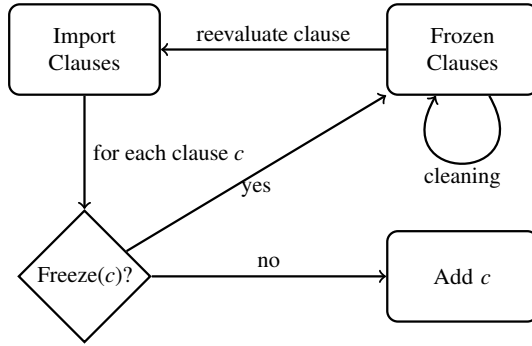 Import
Clauses
reevaluate clause
Frozen
Clauses
for each clause c
yes
cleaning
Freeze(c)?
no
Add c